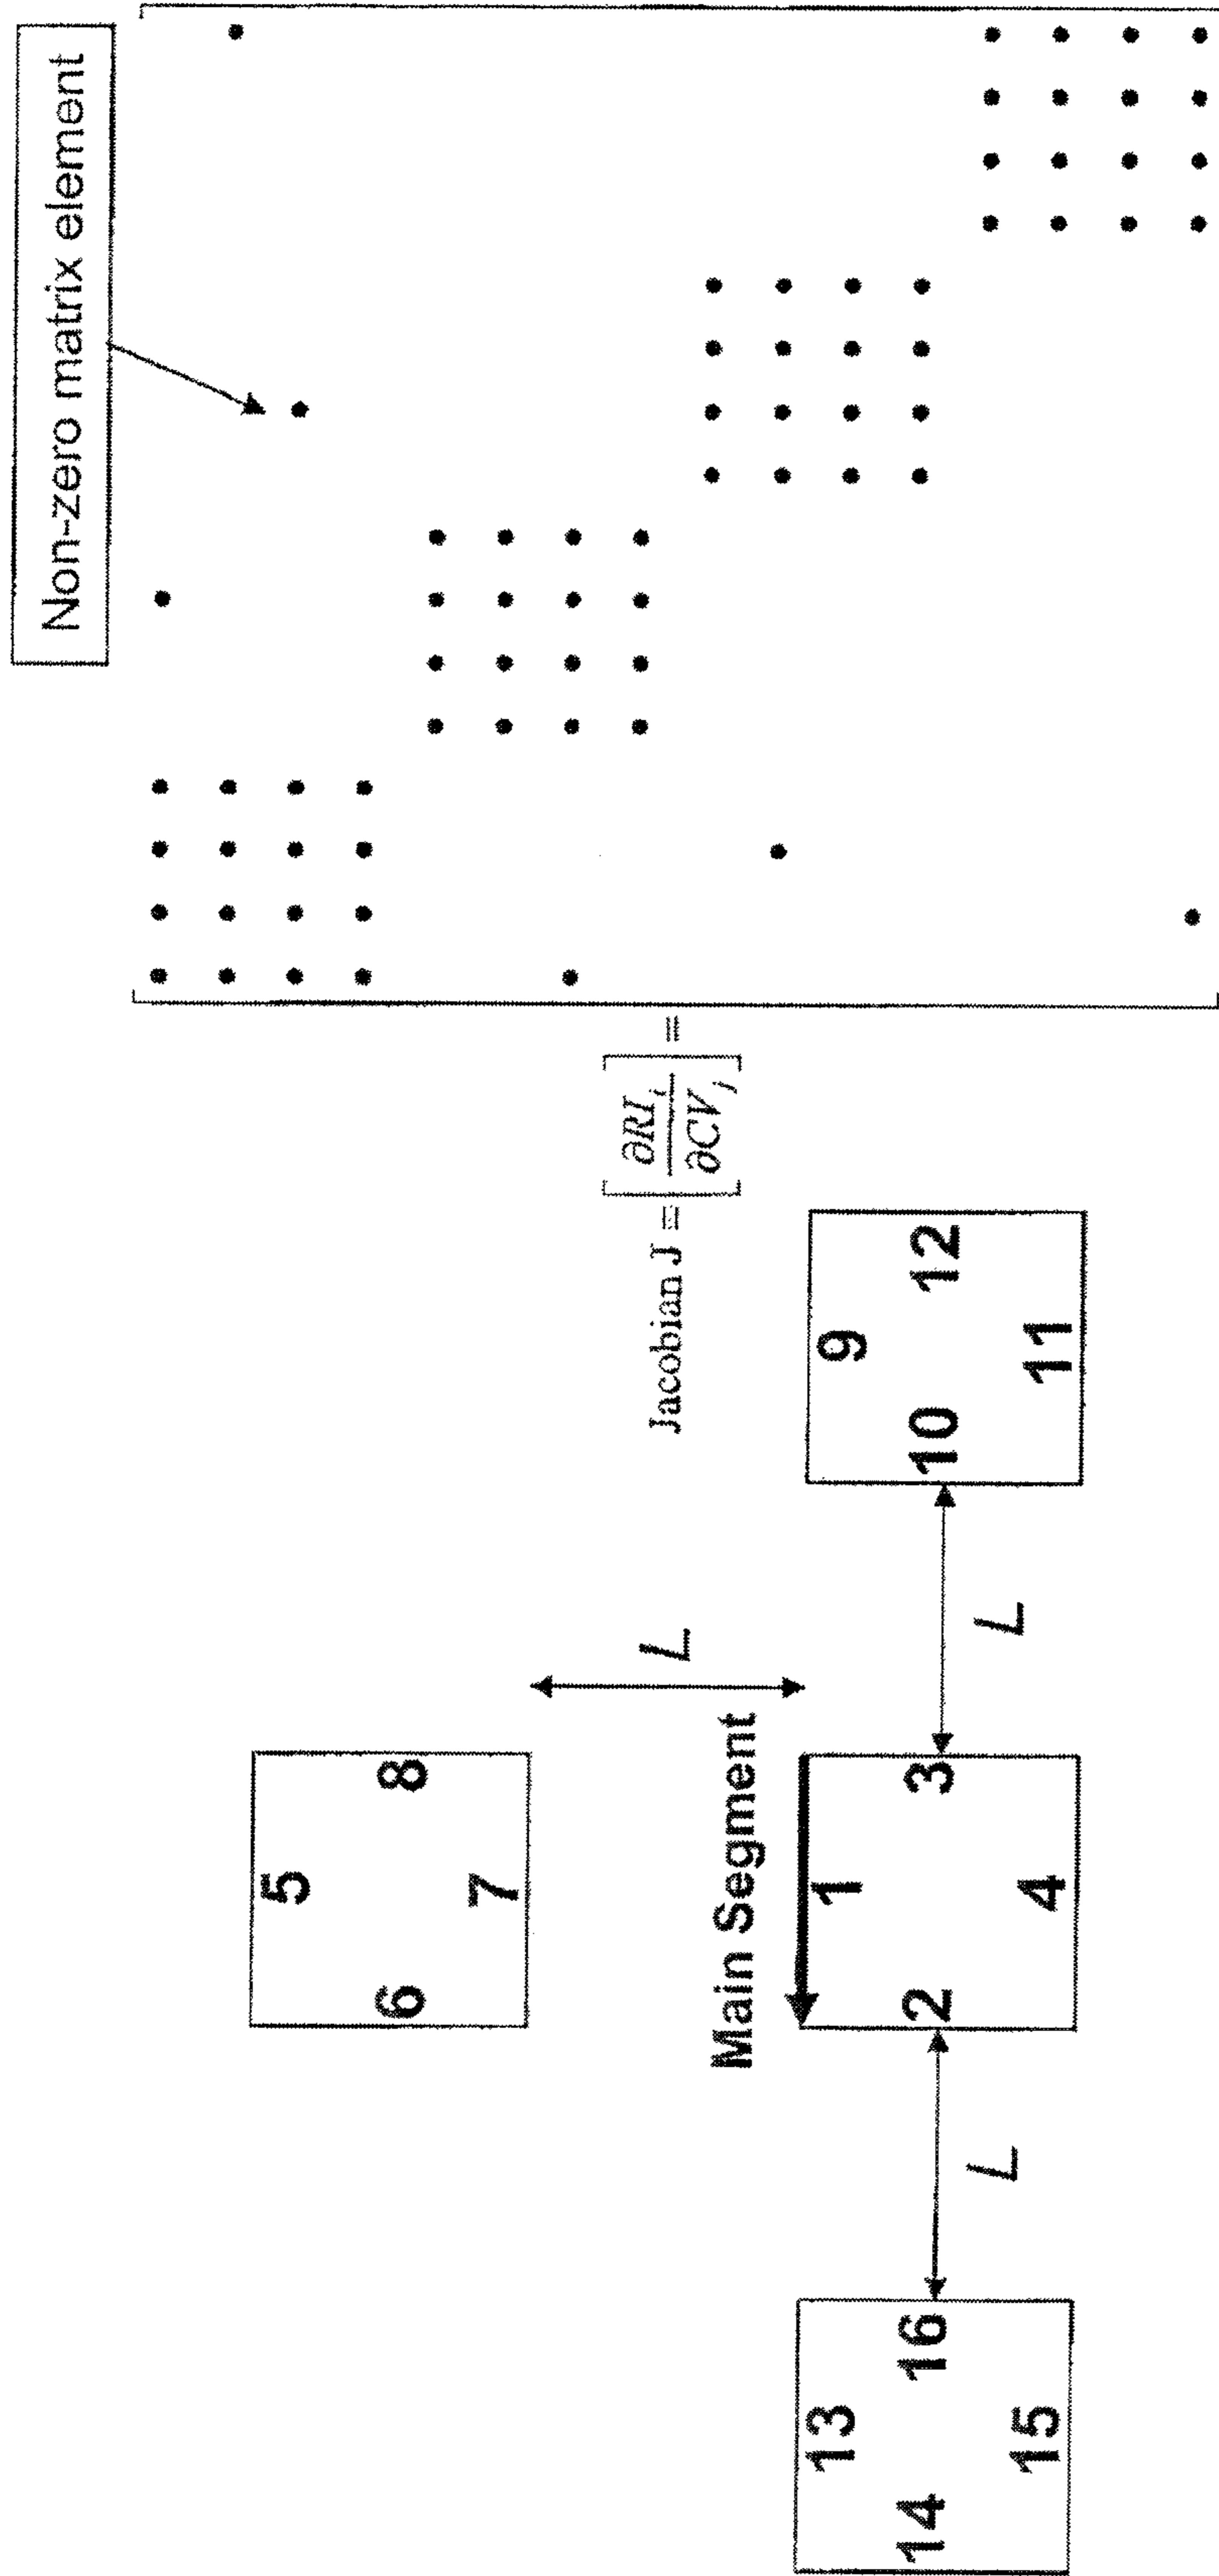 Non-zero matrix element
Jacobian J = [∂RI_i / ∂CV_j] =
5
6
8
7
L
Main Segment
1
2
3
4
L
L
9
10
12
11
13
14
16
15